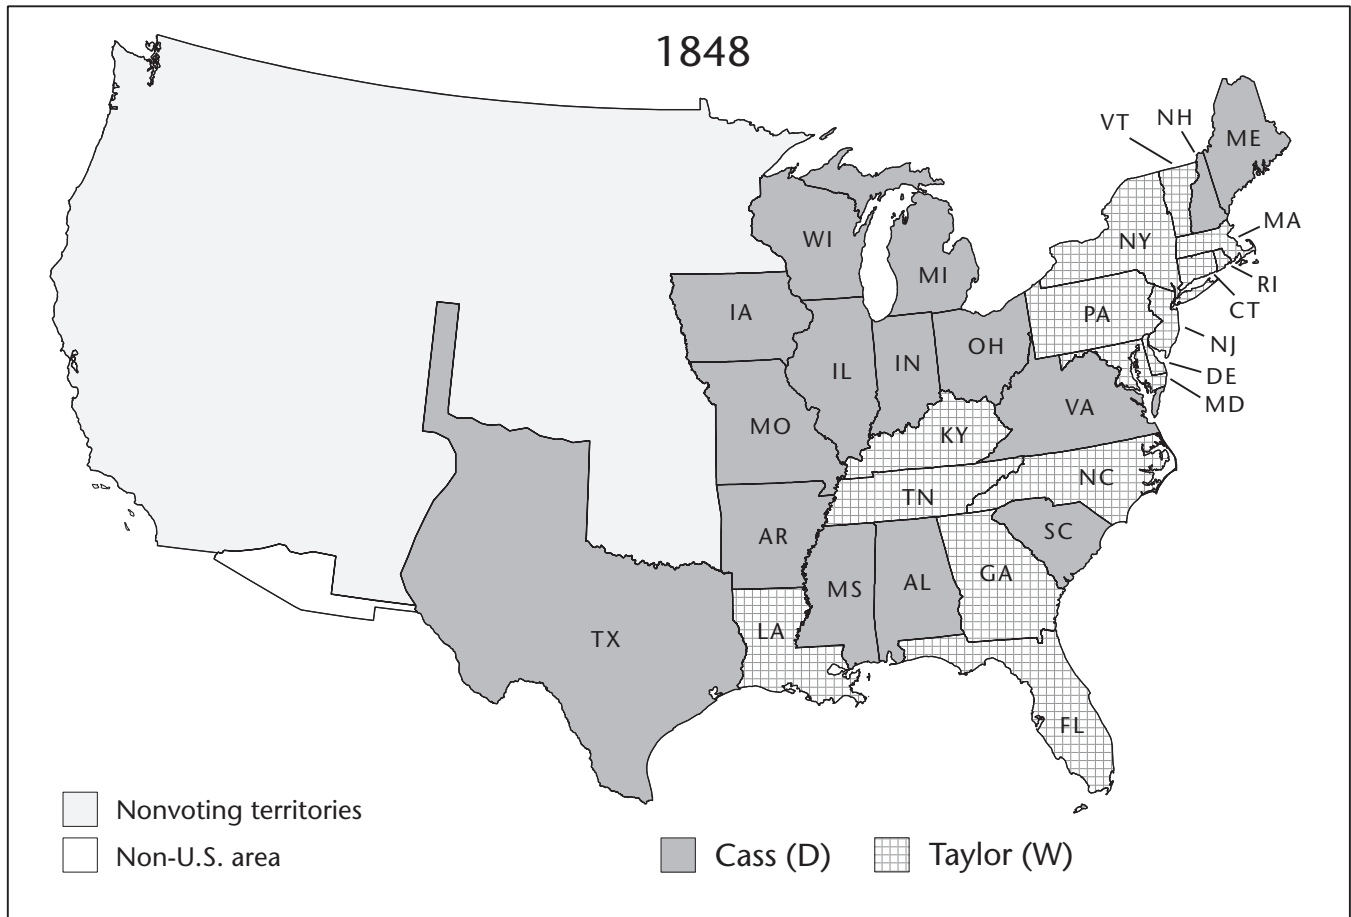 1848
VT
NH
ME
MA
RI
CT
NJ
DE
MD
NY
PA
WI
MI
IA
IL
IN
OH
MO
KY
VA
TN
NC
AR
SC
MS
AL
GA
LA
TX
FL
Nonvoting territories
Non-U.S. area
Cass (D)
Taylor (W)